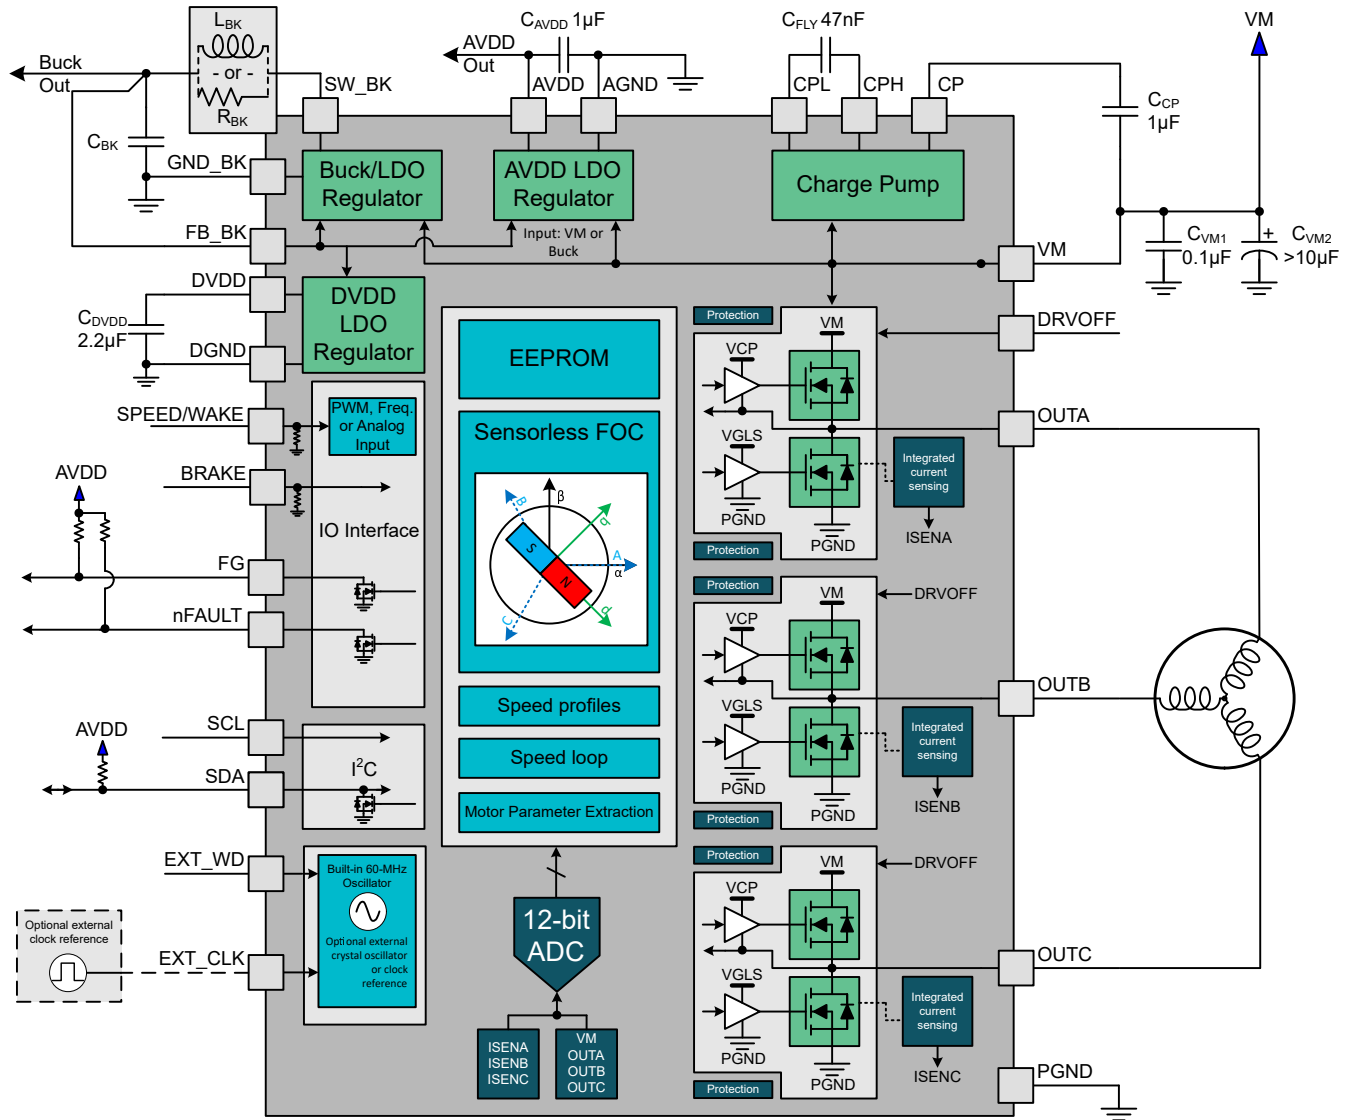 L_BK
- or -
R_BK
Buck
Out
SW_BK
C_BK
GND_BK
FB_BK
C_AVDD 1µF
AVDD
Out
AVDD
AGND
C_FLY 47nF
CPL
CPH
CP
C_CP
1µF
VM
C_VM1
0.1µF
+
C_VM2
>10µF
VM
Buck/LDO
Regulator
AVDD LDO
Regulator
Input: VM or
Buck
Charge Pump
DVDD
C_DVDD
2.2µF
DGND
DVDD
LDO
Regulator
SPEED/WAKE
PWM, Freq.
or Analog
Input
BRAKE
AVDD
IO Interface
FG
nFAULT
SCL
AVDD
SDA
I²C
EXT_WD
Built-in 60-MHz
Oscillator
Optional external
crystal oscillator
or clock
reference
Optional external
clock reference
EXT_CLK
EEPROM
Sensorless FOC
β
B
q
A
α
S
N
C
d
Speed profiles
Speed loop
Motor Parameter Extraction
12-bit
ADC
ISENA
ISENB
ISENC
VM
OUTA
OUTB
OUTC
Protection
VM
DRVOFF
VCP
OUTA
VGLS
Integrated
current
sensing
PGND
PGND
ISENA
Protection
Protection
VM
DRVOFF
VCP
OUTB
VGLS
Integrated
current
sensing
PGND
PGND
ISENB
Protection
Protection
VM
DRVOFF
VCP
OUTC
VGLS
Integrated
current
sensing
PGND
PGND
ISENC
Protection
PGND